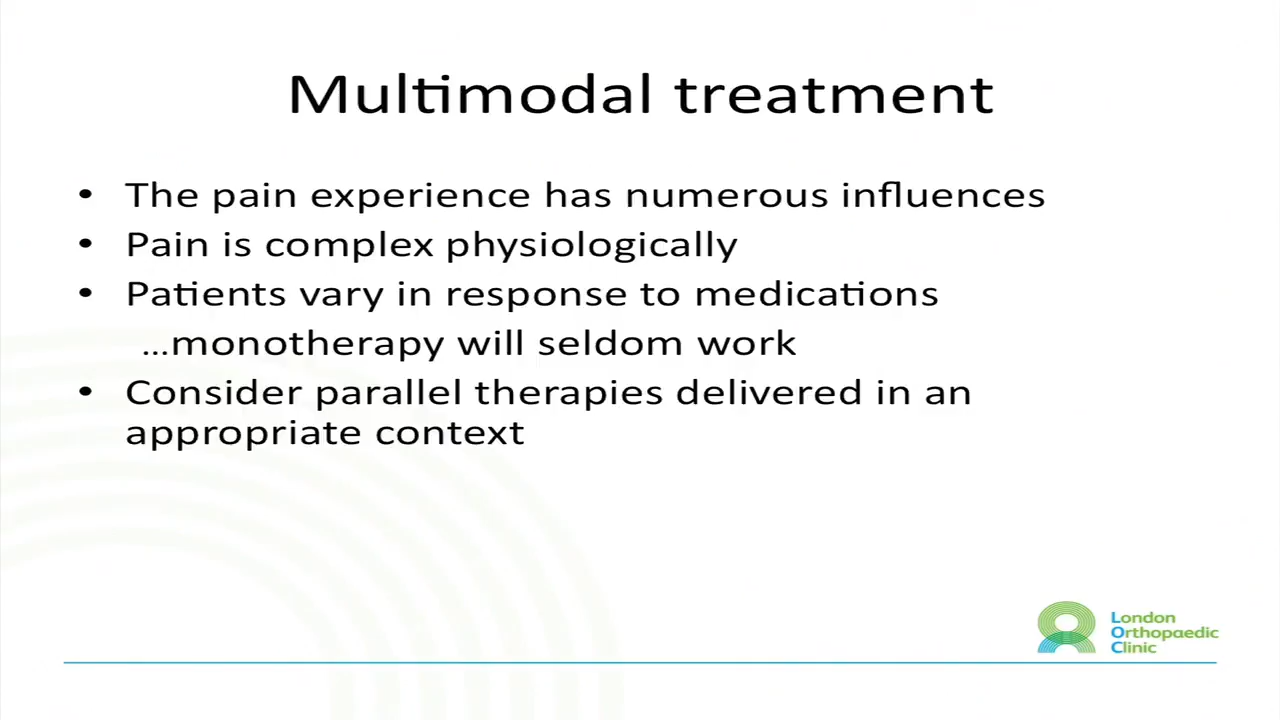 Multimodal treatment
• The pain experience has numerous influences
• Pain is complex physiologically
• Patients vary in response to medications
…monotherapy will seldom work
• Consider parallel therapies delivered in an
appropriate context
London
Orthopaedic
Clinic